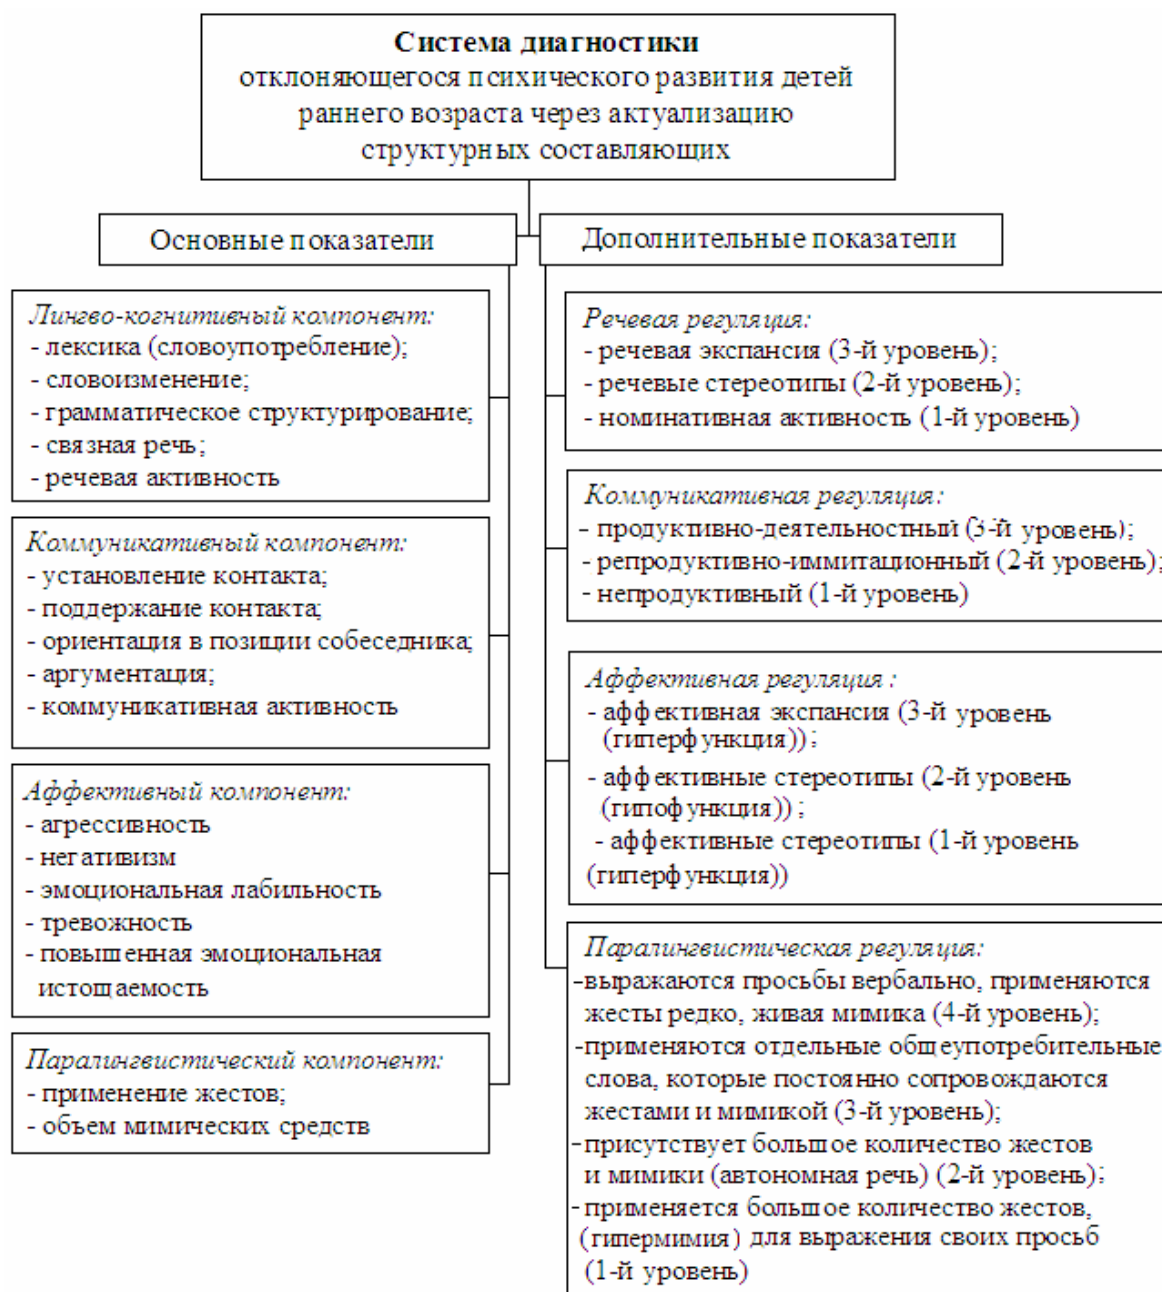 Система диагностики
отклоняющегося психического развития детей
раннего возраста через актуализацию
структурных составляющих
Основные показатели
Дополнительные показатели
Лингво-когнитивный компонент:
- лексика (словоупотребление);
- словоизменение;
- грамматическое структурирование;
- связная речь;
- речевая активность
Коммуникативный компонент:
- установление контакта;
- поддержание контакта;
- ориентация в позиции собеседника;
- аргументация;
- коммуникативная активность
Аффективный компонент:
- агрессивность
- негативизм
- эмоциональная лабильность
- тревожность
- повышенная эмоциональная
истощаемость
Паралингвистический компонент:
- применение жестов;
- объем мимических средств
Речевая регуляция:
- речевая экспансия (3-й уровень);
- речевые стереотипы (2-й уровень);
- номинативная активность (1-й уровень)
Коммуникативная регуляция:
- продуктивно-деятельностный (3-й уровень);
- репродуктивно-иммитационный (2-й уровень);
- непродуктивный (1-й уровень)
Аффективная регуляция :
- аффективная экспансия (3-й уровень
(гиперфункция));
- аффективные стереотипы (2-й уровень
(гипофункция)) ;
- аффективные стереотипы (1-й уровень
(гиперфункция))
Паралингвистическая регуляция:
-выражаются просьбы вербально, применяются
жесты редко, живая мимика (4-й уровень);
-применяются отдельные общеупотребительные
слова, которые постоянно сопровождаются
жестами и мимикой (3-й уровень);
-присутствует большое количество жестов
и мимики (автономная речь) (2-й уровень);
-применяется большое количество жестов,
(гипермимия) для выражения своих просьб
(1-й уровень)